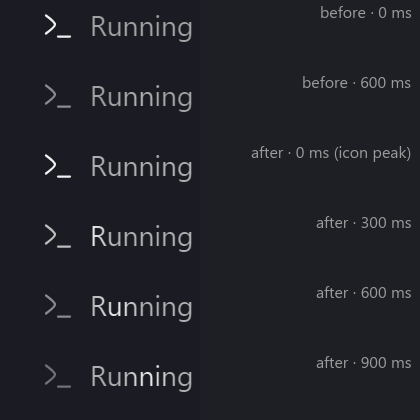 >_ Running
before · 0 ms
>_ Running
before · 600 ms
>_ Running
after · 0 ms (icon peak)
>_ Running
after · 300 ms
>_ Running
after · 600 ms
>_ Running
after · 900 ms